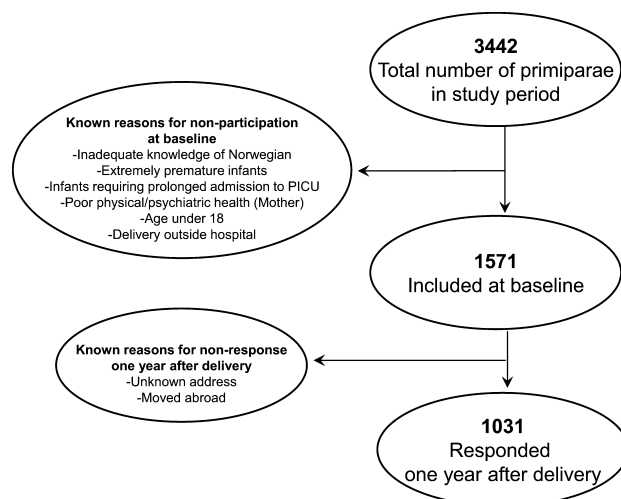 3442
Total number of primiparae
in study period
Known reasons for non-participation
at baseline
-Inadequate knowledge of Norwegian
-Extremely premature infants
-Infants requiring prolonged admission to PICU
-Poor physical/psychiatric health (Mother)
-Age under 18
-Delivery outside hospital
1571
Included at baseline
Known reasons for non-response
one year after delivery
-Unknown address
-Moved abroad
1031
Responded
one year after delivery